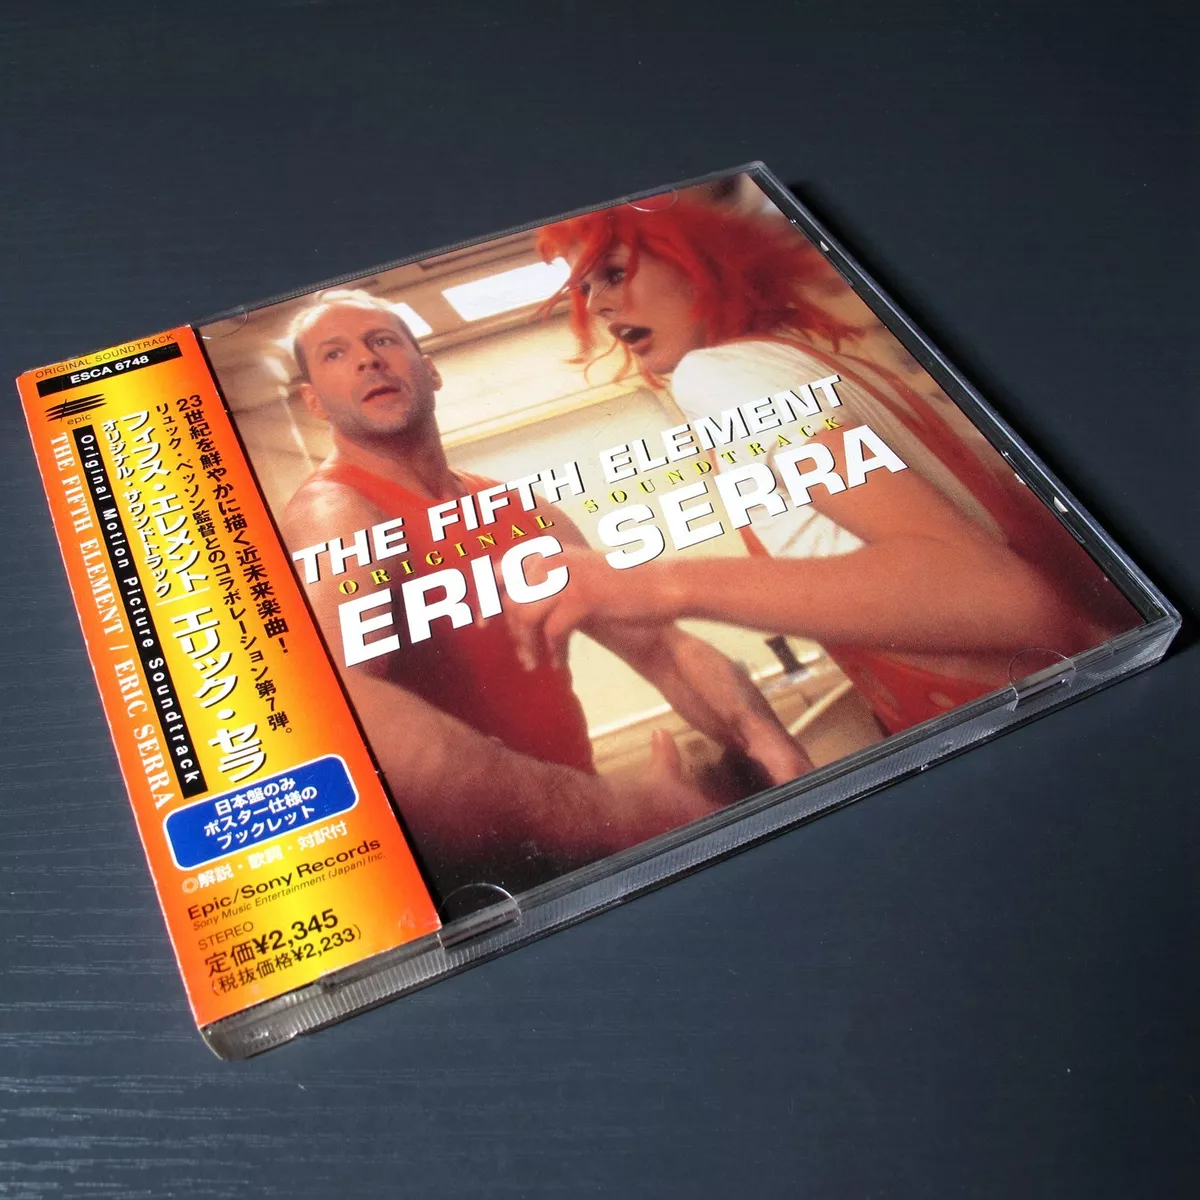 ORIGINAL SOUNDTRACK
ESCA 6748
epic
23世紀を鮮やかに描く近未来楽曲!
リュック・ベッソン監督とのコラボレーション第7弾。
フィフス・エレメント
オリジナル・サウンドトラック
エリック・セラ
Original Motion Picture Soundtrack
THE FIFTH ELEMENT / ERIC SERRA
日本盤のみ
ポスター仕様の
ブックレット
◎解説・歌詞・対訳付
Epic/Sony Records
Sony Music Entertainment (Japan) Inc.
STEREO
定価¥2,345
(税抜価格¥2,233)
THE FIFTH ELEMENT
ORIGINAL SOUNDTRACK
ERIC SERRA